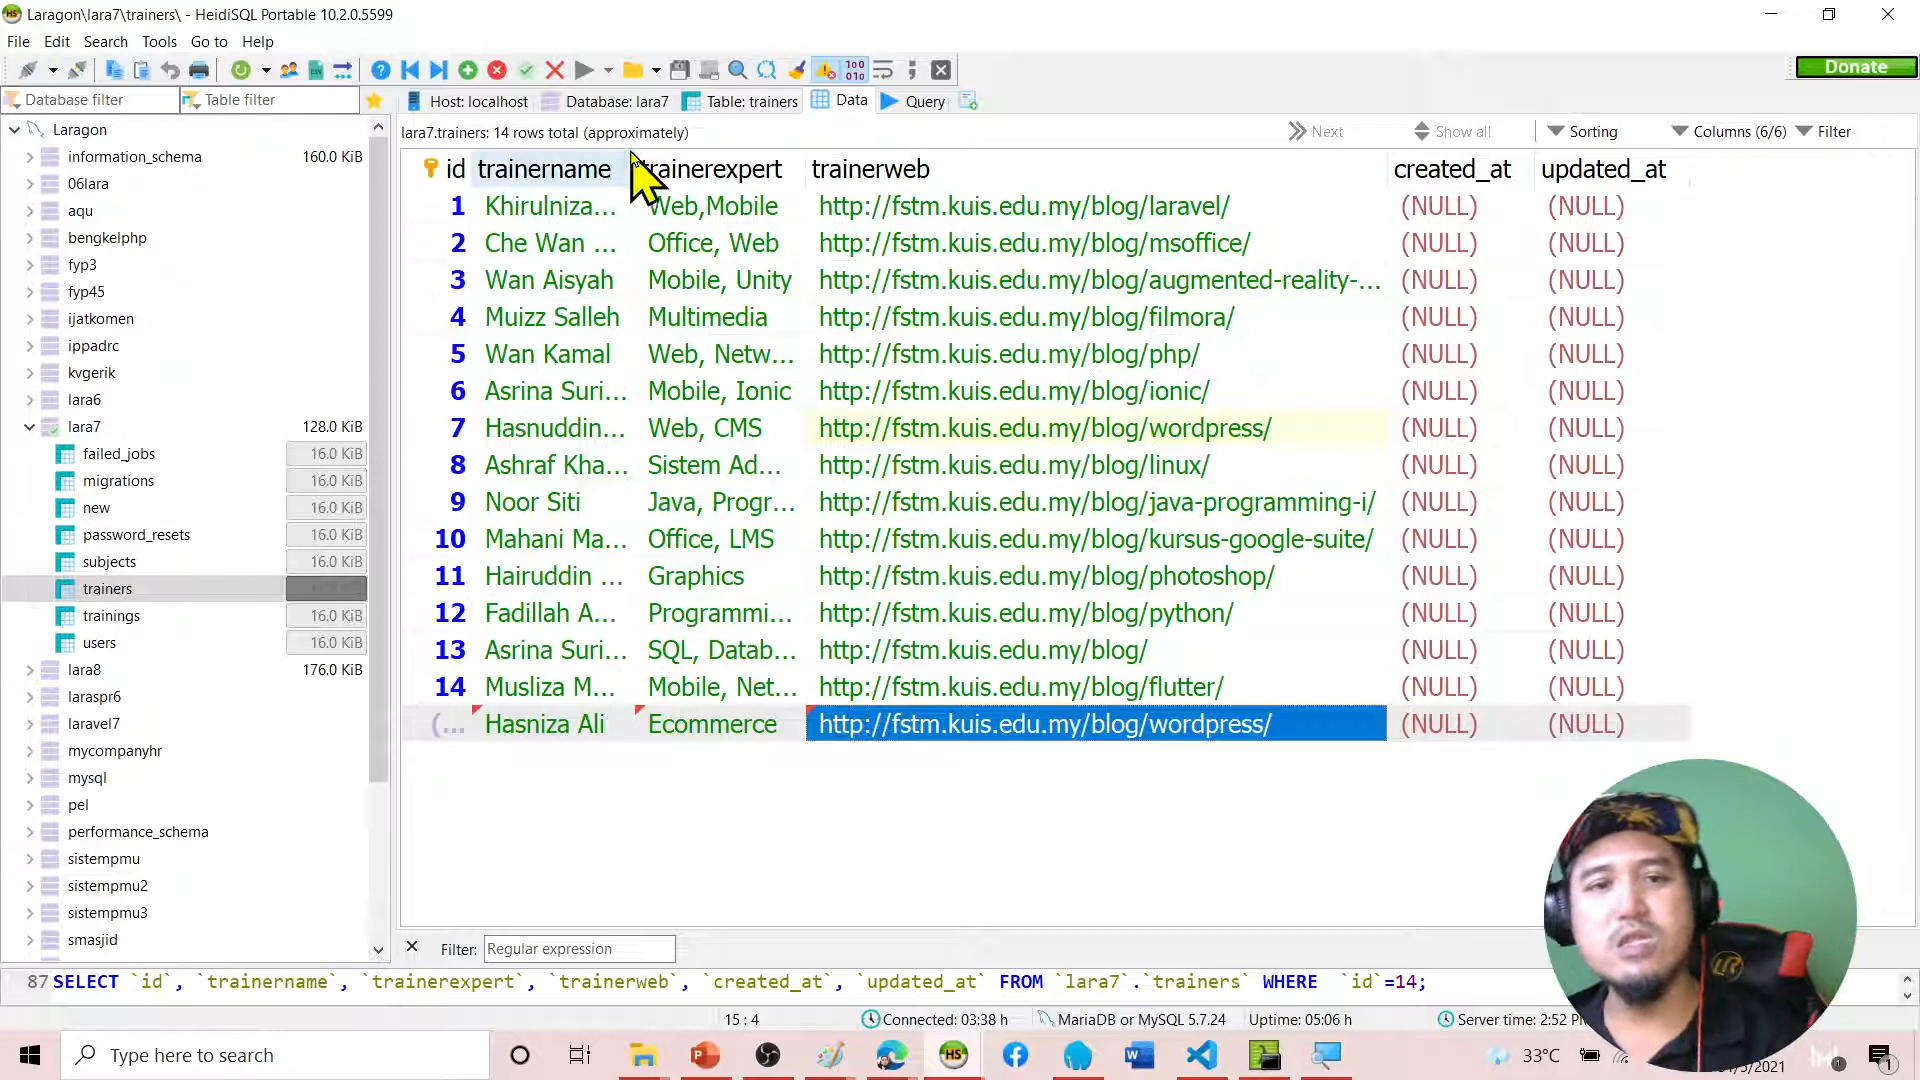 Laragon\lara7\trainers\ - HeidiSQL Portable 10.2.0.5599
File Edit Search Tools Go to Help
Donate
Database filter Table filter Host: localhost Database: lara7 Table: trainers Data Query
lara7.trainers: 14 rows total (approximately) Next Show all Sorting Columns (6/6) Filter
Laragon
information_schema 160.0 KiB
06lara
aqu
bengkelphp
fyp3
fyp45
ijatkomen
ippadrc
kvgerik
lara6
lara7 128.0 KiB
failed_jobs 16.0 KiB
migrations 16.0 KiB
new 16.0 KiB
password_resets 16.0 KiB
subjects 16.0 KiB
trainers
trainings 16.0 KiB
users 16.0 KiB
lara8 176.0 KiB
laraspr6
laravel7
mycompanyhr
mysql
pel
performance_schema
sistempmu
sistempmu2
sistempmu3
smasjid
id trainername trainerexpert trainerweb created_at updated_at
1 Khirulniza... Web,Mobile http://fstm.kuis.edu.my/blog/laravel/ (NULL) (NULL)
2 Che Wan ... Office, Web http://fstm.kuis.edu.my/blog/msoffice/ (NULL) (NULL)
3 Wan Aisyah Mobile, Unity http://fstm.kuis.edu.my/blog/augmented-reality-... (NULL) (NULL)
4 Muizz Salleh Multimedia http://fstm.kuis.edu.my/blog/filmora/ (NULL) (NULL)
5 Wan Kamal Web, Netw... http://fstm.kuis.edu.my/blog/php/ (NULL) (NULL)
6 Asrina Suri... Mobile, Ionic http://fstm.kuis.edu.my/blog/ionic/ (NULL) (NULL)
7 Hasnuddin... Web, CMS http://fstm.kuis.edu.my/blog/wordpress/ (NULL) (NULL)
8 Ashraf Kha... Sistem Ad... http://fstm.kuis.edu.my/blog/linux/ (NULL) (NULL)
9 Noor Siti Java, Progr... http://fstm.kuis.edu.my/blog/java-programming-i/ (NULL) (NULL)
10 Mahani Ma... Office, LMS http://fstm.kuis.edu.my/blog/kursus-google-suite/ (NULL) (NULL)
11 Hairuddin ... Graphics http://fstm.kuis.edu.my/blog/photoshop/ (NULL) (NULL)
12 Fadillah A... Programmi... http://fstm.kuis.edu.my/blog/python/ (NULL) (NULL)
13 Asrina Suri... SQL, Datab... http://fstm.kuis.edu.my/blog/ (NULL) (NULL)
14 Musliza M... Mobile, Net... http://fstm.kuis.edu.my/blog/flutter/ (NULL) (NULL)
(... Hasniza Ali Ecommerce http://fstm.kuis.edu.my/blog/wordpress/ (NULL) (NULL)
Filter: Regular expression
87 SELECT `id`, `trainername`, `trainerexpert`, `trainerweb`, `created_at`, `updated_at` FROM `lara7`.`trainers` WHERE `id`=14;
15 : 4 Connected: 03:38 h MariaDB or MySQL 5.7.24 Uptime: 05:06 h Server time: 2:52
Type here to search 33°C